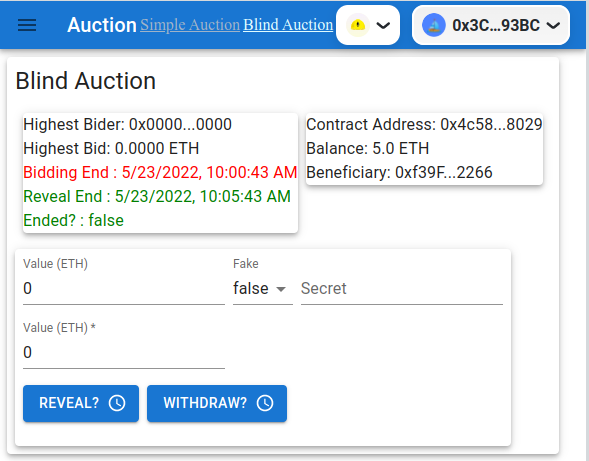 Auction Simple Auction Blind Auction 0x3C...93BC
Blind Auction
Highest Bider: 0x0000...0000
Highest Bid: 0.0000 ETH
Bidding End : 5/23/2022, 10:00:43 AM
Reveal End : 5/23/2022, 10:05:43 AM
Ended? : false
Contract Address: 0x4c58...8029
Balance: 5.0 ETH
Beneficiary: 0xf39F...2266
Value (ETH) Fake
0 false Secret
Value (ETH) *
0
REVEAL? WITHDRAW?